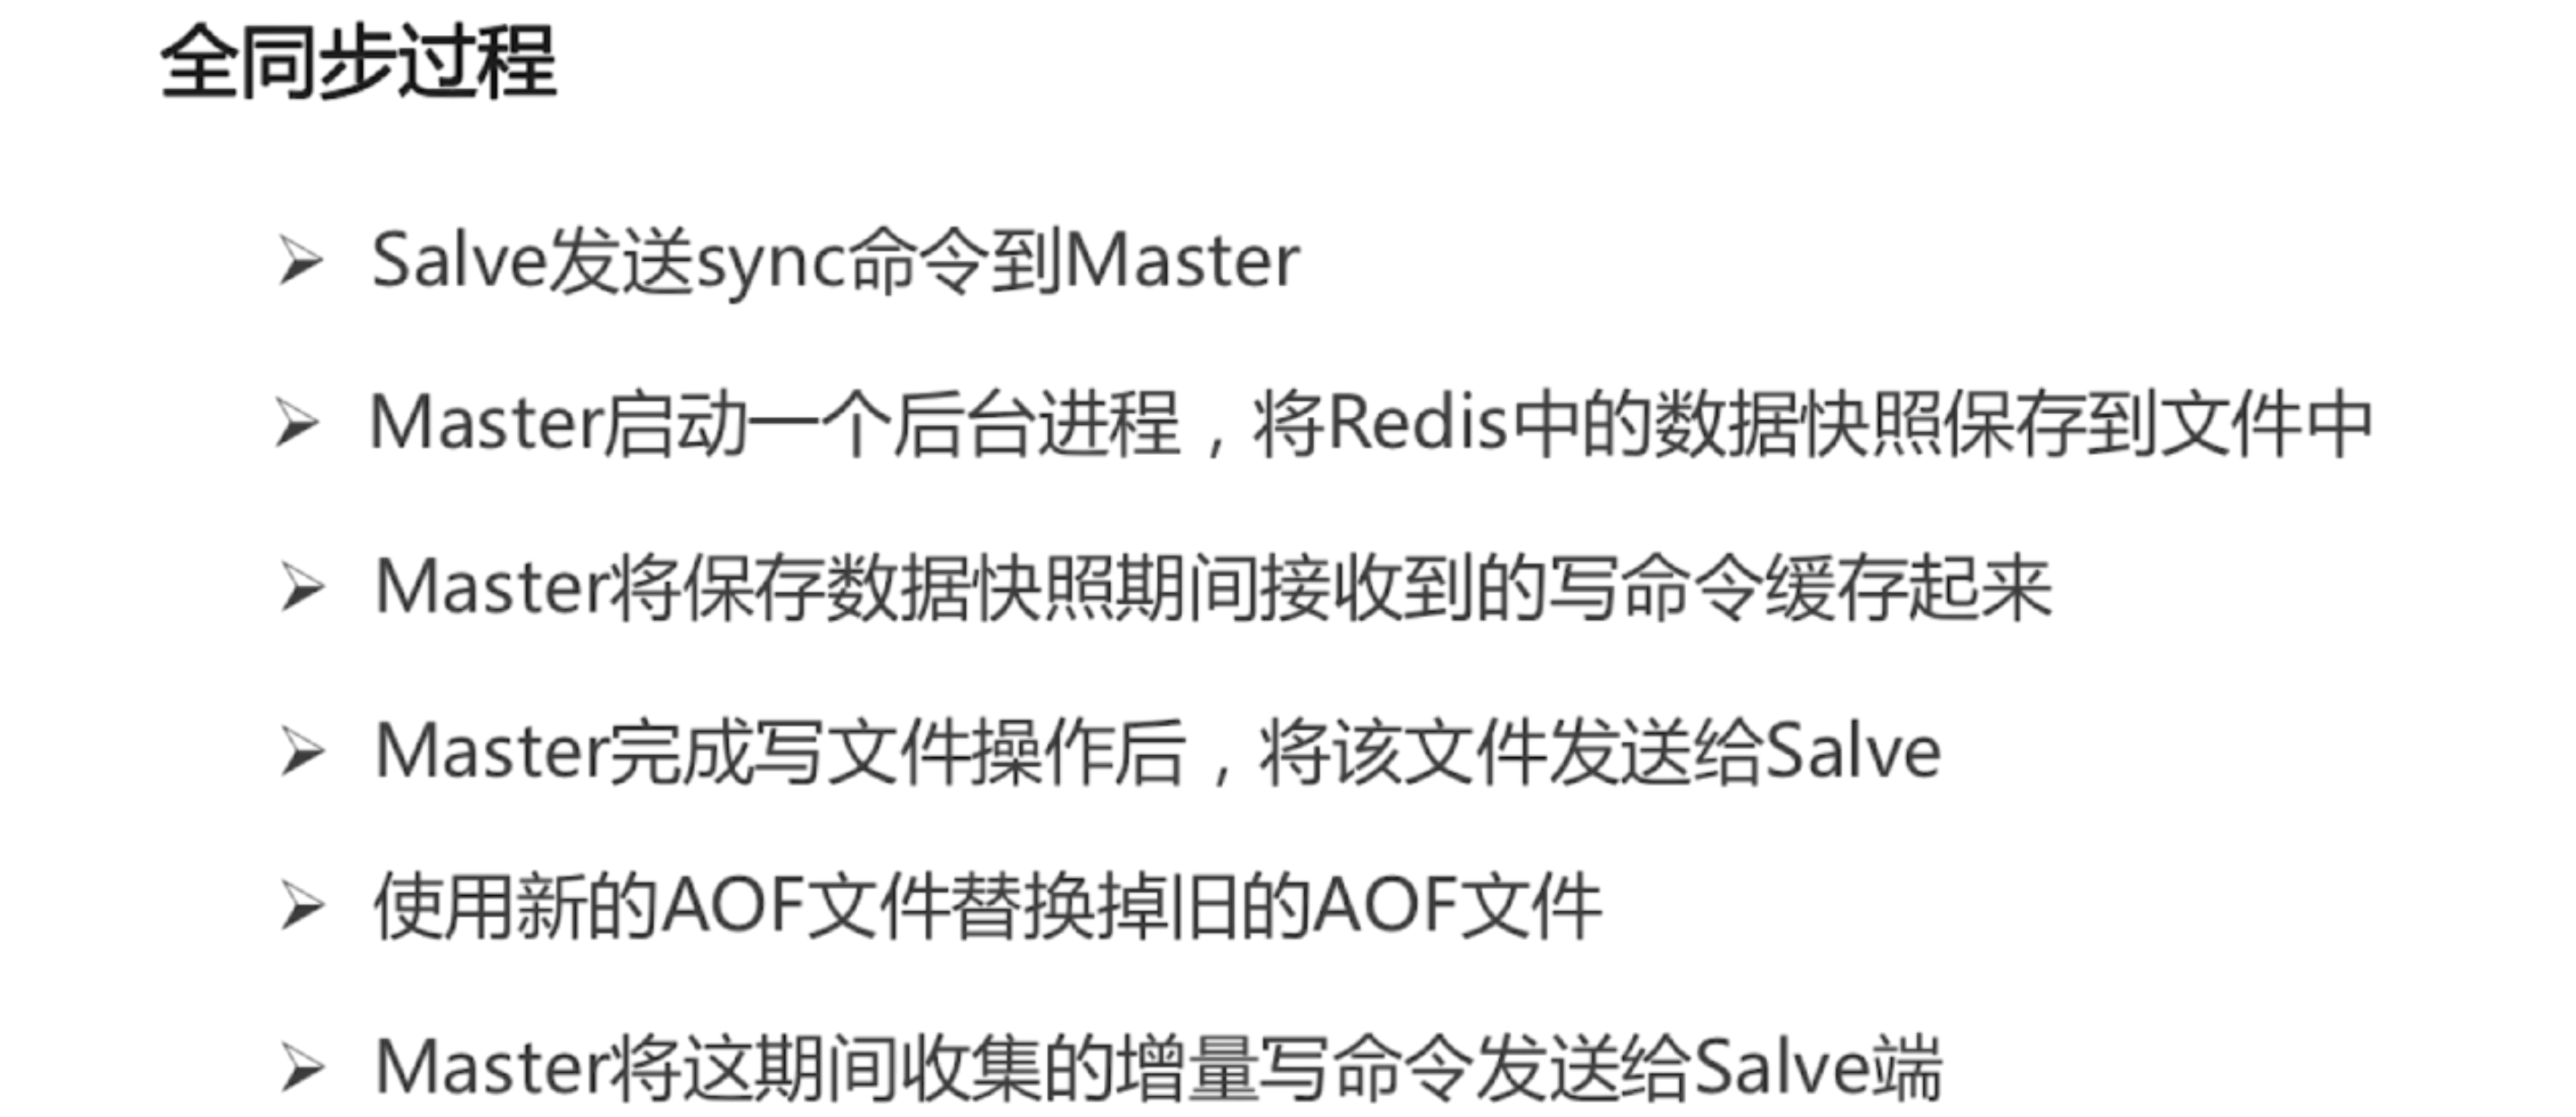 全同步过程
Salve发送sync命令到Master
Master启动一个后台进程，将Redis中的数据快照保存到文件中
Master将保存数据快照期间接收到的写命令缓存起来
Master完成写文件操作后，将该文件发送给Salve
使用新的AOF文件替换掉旧的AOF文件
Master将这期间收集的增量写命令发送给Salve端